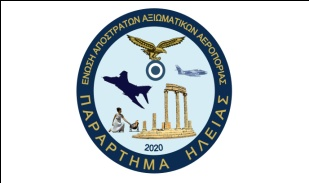 ΕΝΩΣΗ ΑΠΟΣΤΡΑΤΩΝ ΑΞΙΩΜΑΤΙΚΩΝ ΑΕΡΟΠΟΡΙΑΣ
2020
ΠΑΡΑΡΤΗΜΑ ΗΛΕΙΑΣ